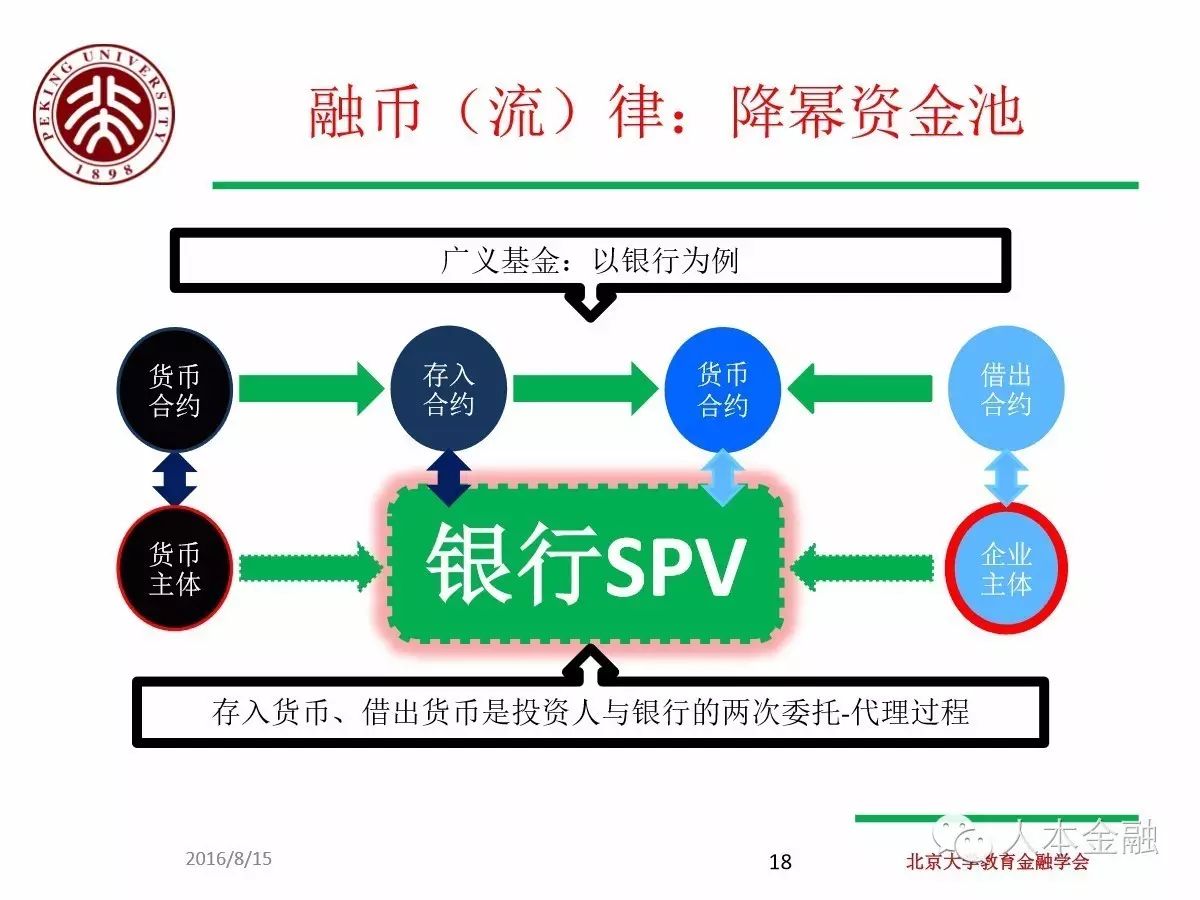 PEKING UNIVERSITY
1898
融币（流）律：降幂资金池
广义基金：以银行为例
货币
合约
存入
合约
货币
合约
借出
合约
货币
主体
银行SPV
企业
主体
存入货币、借出货币是投资人与银行的两次委托-代理过程
2016/8/15
18
北京大学教育金融学会
人本金融